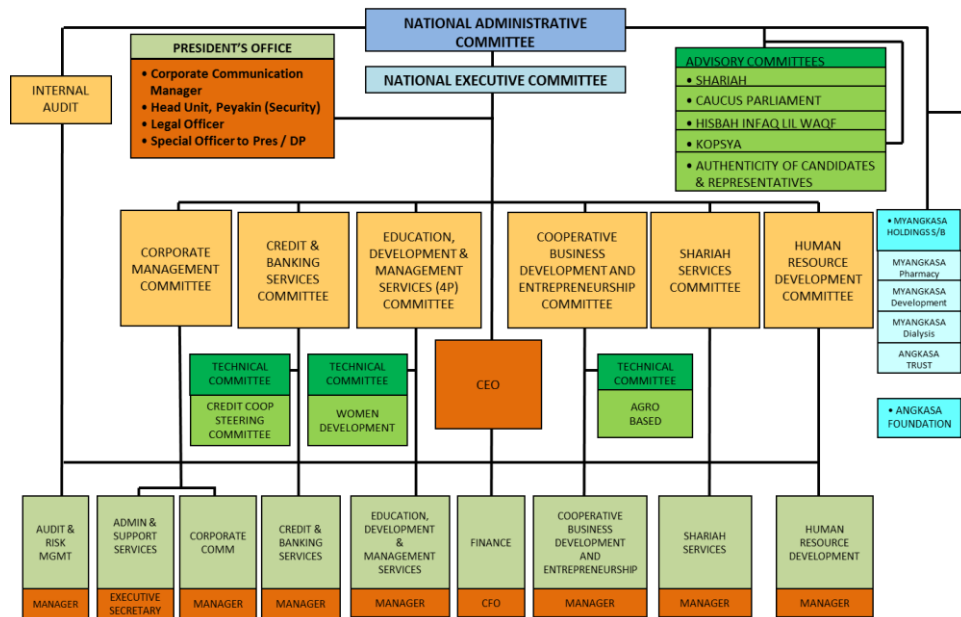 NATIONAL ADMINISTRATIVE
COMMITTEE
PRESIDENT'S OFFICE
• Corporate Communication
Manager
• Head Unit, Peyakin (Security)
• Legal Officer
• Special Officer to Pres / DP
NATIONAL EXECUTIVE COMMITTEE
ADVISORY COMMITTEES
• SHARIAH
• CAUCUS PARLIAMENT
• HISBAH INFAQ LIL WAQF
• KOPSYA
• AUTHENTICITY OF CANDIDATES
& REPRESENTATIVES
INTERNAL
AUDIT
CORPORATE
MANAGEMENT
COMMITTEE
CREDIT &
BANKING
SERVICES
COMMITTEE
EDUCATION,
DEVELOPMENT &
MANAGEMENT
SERVICES (4P)
COMMITTEE
COOPERATIVE
BUSINESS
DEVELOPMENT AND
ENTREPRENEURSHIP
COMMITTEE
SHARIAH
SERVICES
COMMITTEE
HUMAN
RESOURCE
DEVELOPMENT
COMMITTEE
• MYANGKASA
HOLDINGS S/B
MYANGKASA
Pharmacy
MYANGKASA
Development
MYANGKASA
Dialysis
ANGKASA
TRUST
• ANGKASA
FOUNDATION
TECHNICAL
COMMITTEE
CREDIT COOP
STEERING
COMMITTEE
TECHNICAL
COMMITTEE
WOMEN
DEVELOPMENT
CEO
TECHNICAL
COMMITTEE
AGRO
BASED
AUDIT &
RISK
MGMT
MANAGER
ADMIN &
SUPPORT
SERVICES
EXECUTIVE
SECRETARY
CORPORATE
COMM
MANAGER
CREDIT &
BANKING
SERVICES
MANAGER
EDUCATION,
DEVELOPMENT
&
MANAGEMENT
SERVICES
MANAGER
FINANCE
CFO
COOPERATIVE
BUSINESS
DEVELOPMENT
AND
ENTREPRENEURSHIP
MANAGER
SHARIAH
SERVICES
MANAGER
HUMAN
RESOURCE
DEVELOPMENT
MANAGER